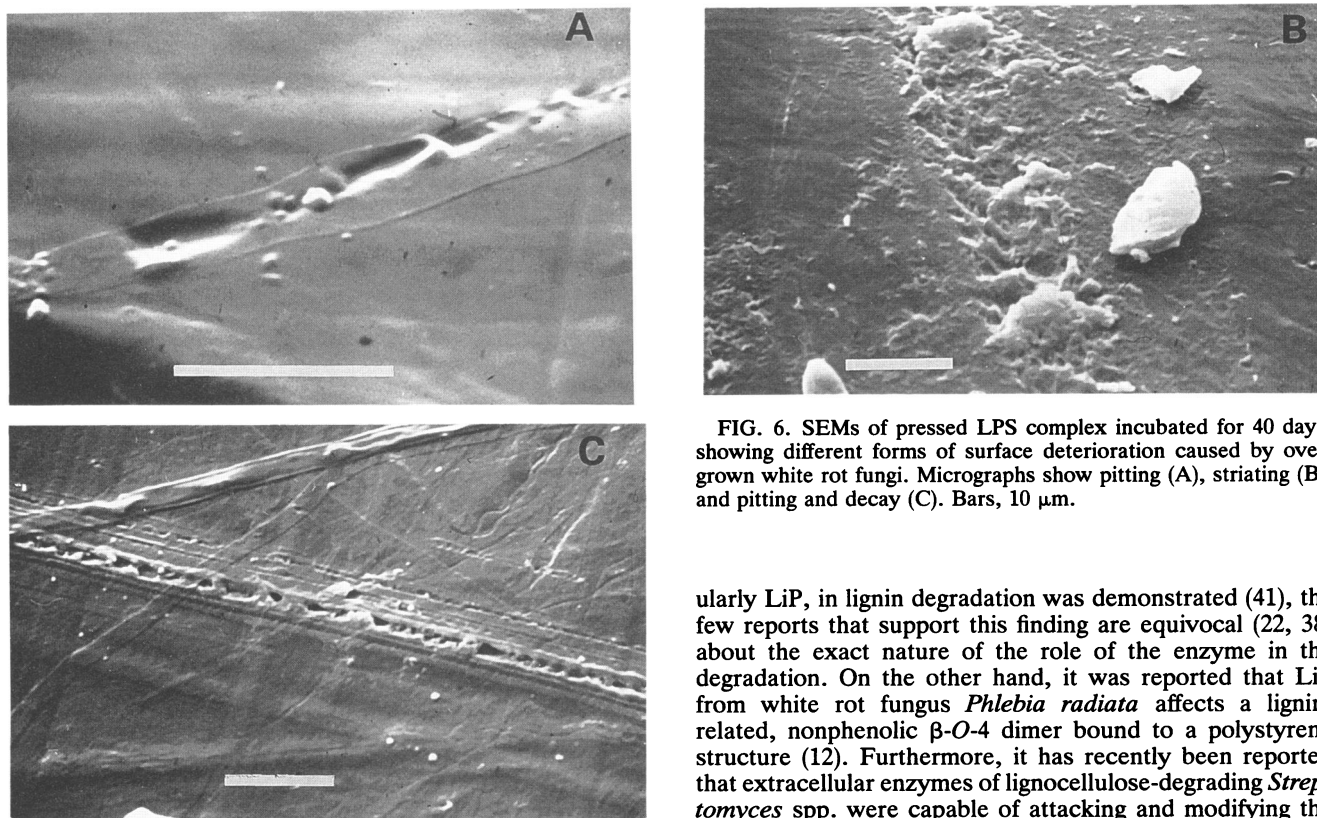 A
B
C
FIG. 6. SEMs of pressed LPS complex incubated for 40 day
showing different forms of surface deterioration caused by ove
grown white rot fungi. Micrographs show pitting (A), striating (B
and pitting and decay (C). Bars, 10 μm.
ularly LiP, in lignin degradation was demonstrated (41), th
few reports that support this finding are equivocal (22, 38
about the exact nature of the role of the enzyme in th
degradation. On the other hand, it was reported that Li
from white rot fungus Phlebia radiata affects a lignin
related, nonphenolic β-O-4 dimer bound to a polystyren
structure (12). Furthermore, it has recently been reporte
that extracellular enzymes of lignocellulose-degrading Strep
tomyces spp. were capable of attacking and modifying th